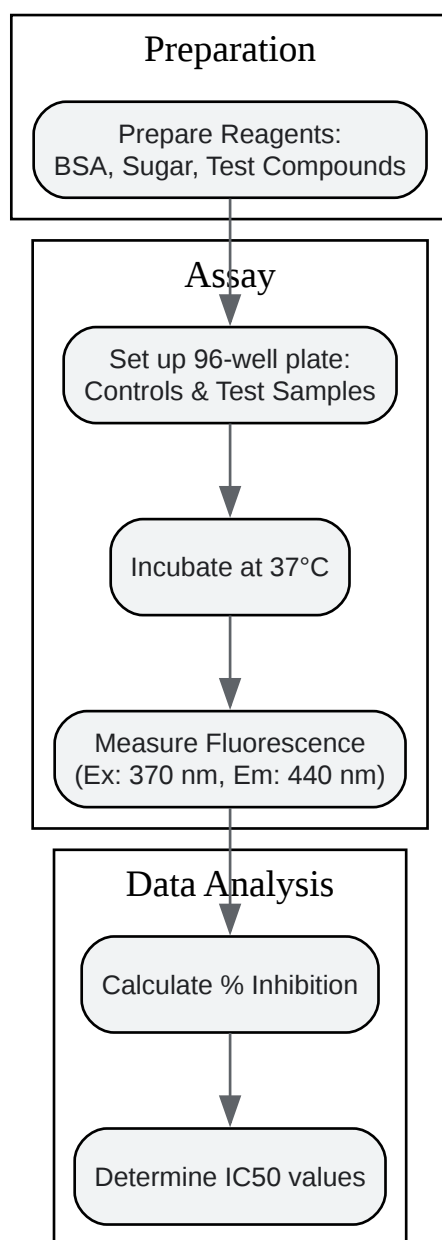 Preparation
Prepare Reagents:
BSA, Sugar, Test Compounds
Assay
Set up 96-well plate:
Controls & Test Samples
Incubate at 37°C
Measure Fluorescence
(Ex: 370 nm, Em: 440 nm)
Data Analysis
Calculate % Inhibition
Determine IC50 values